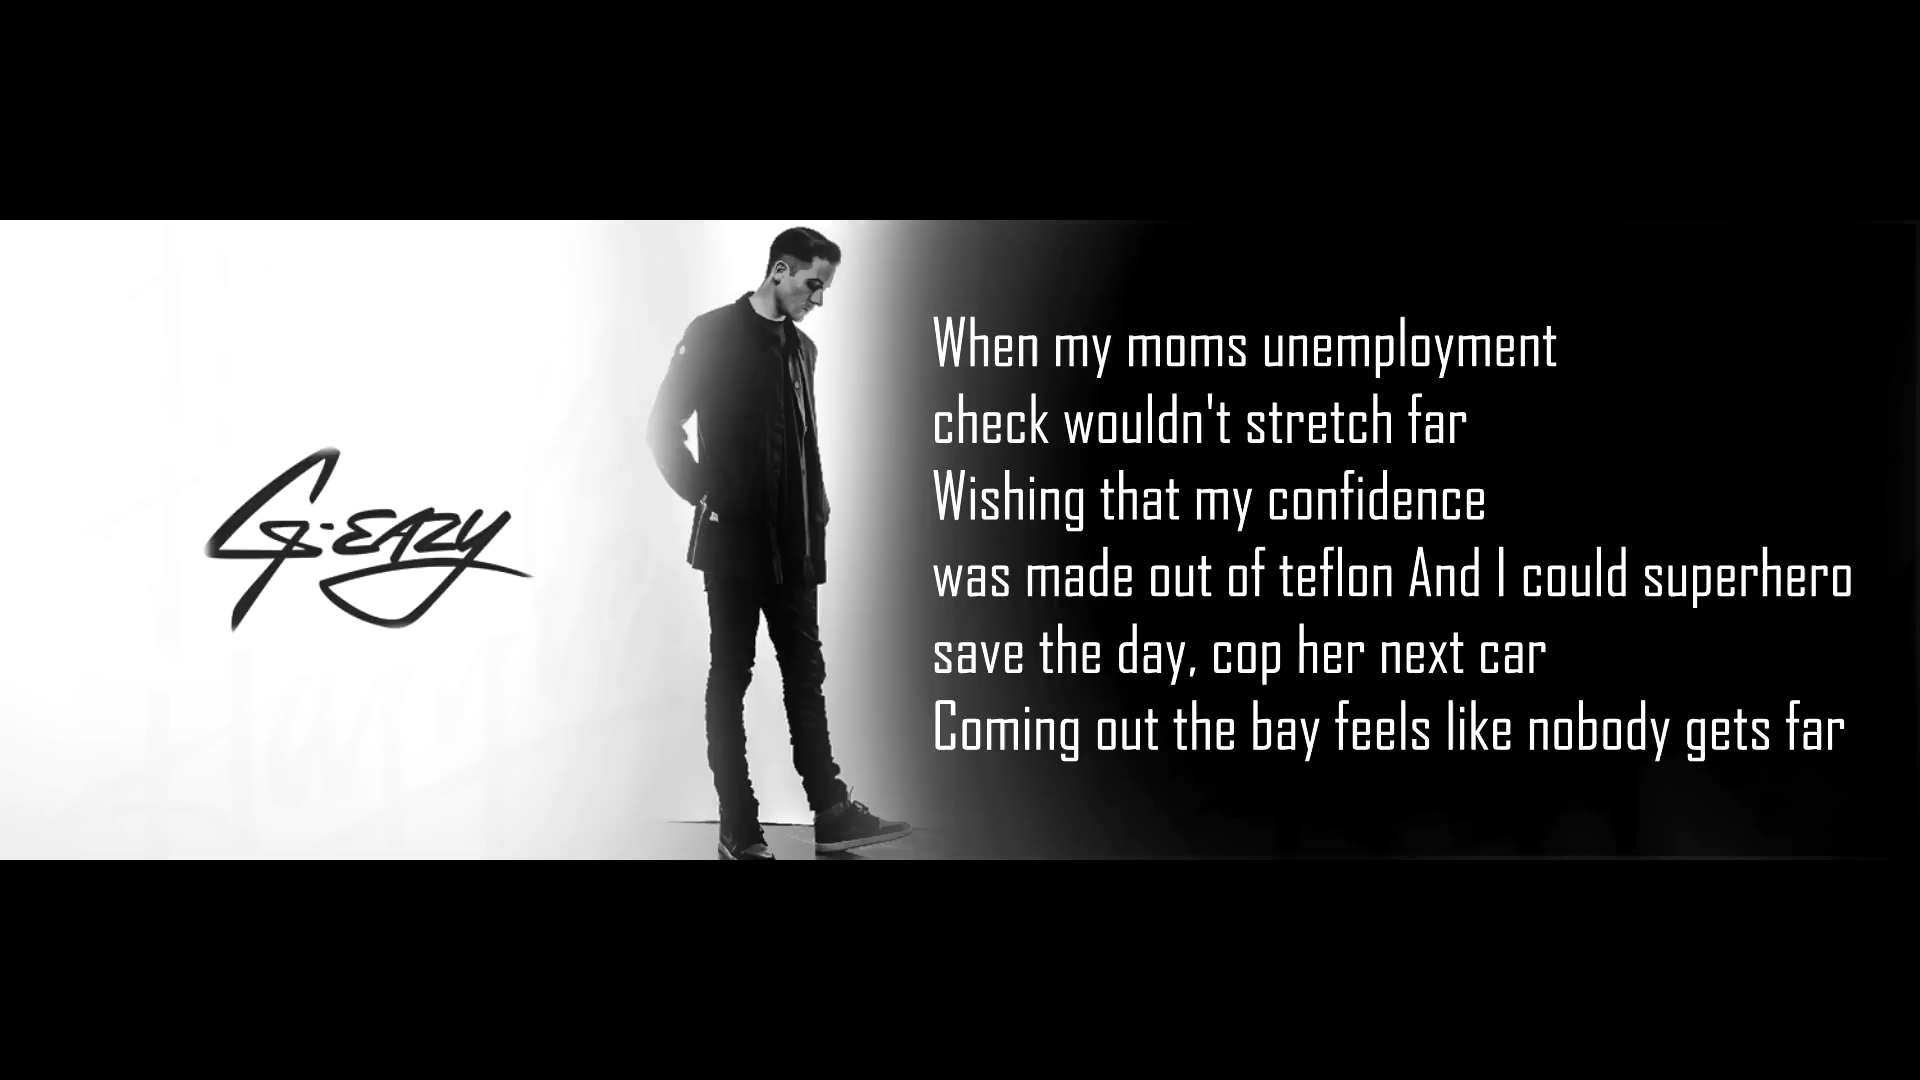 G-EAZY
When my moms unemployment
check wouldn't stretch far
Wishing that my confidence
was made out of teflon And I could superhero
save the day, cop her next car
Coming out the bay feels like nobody gets far